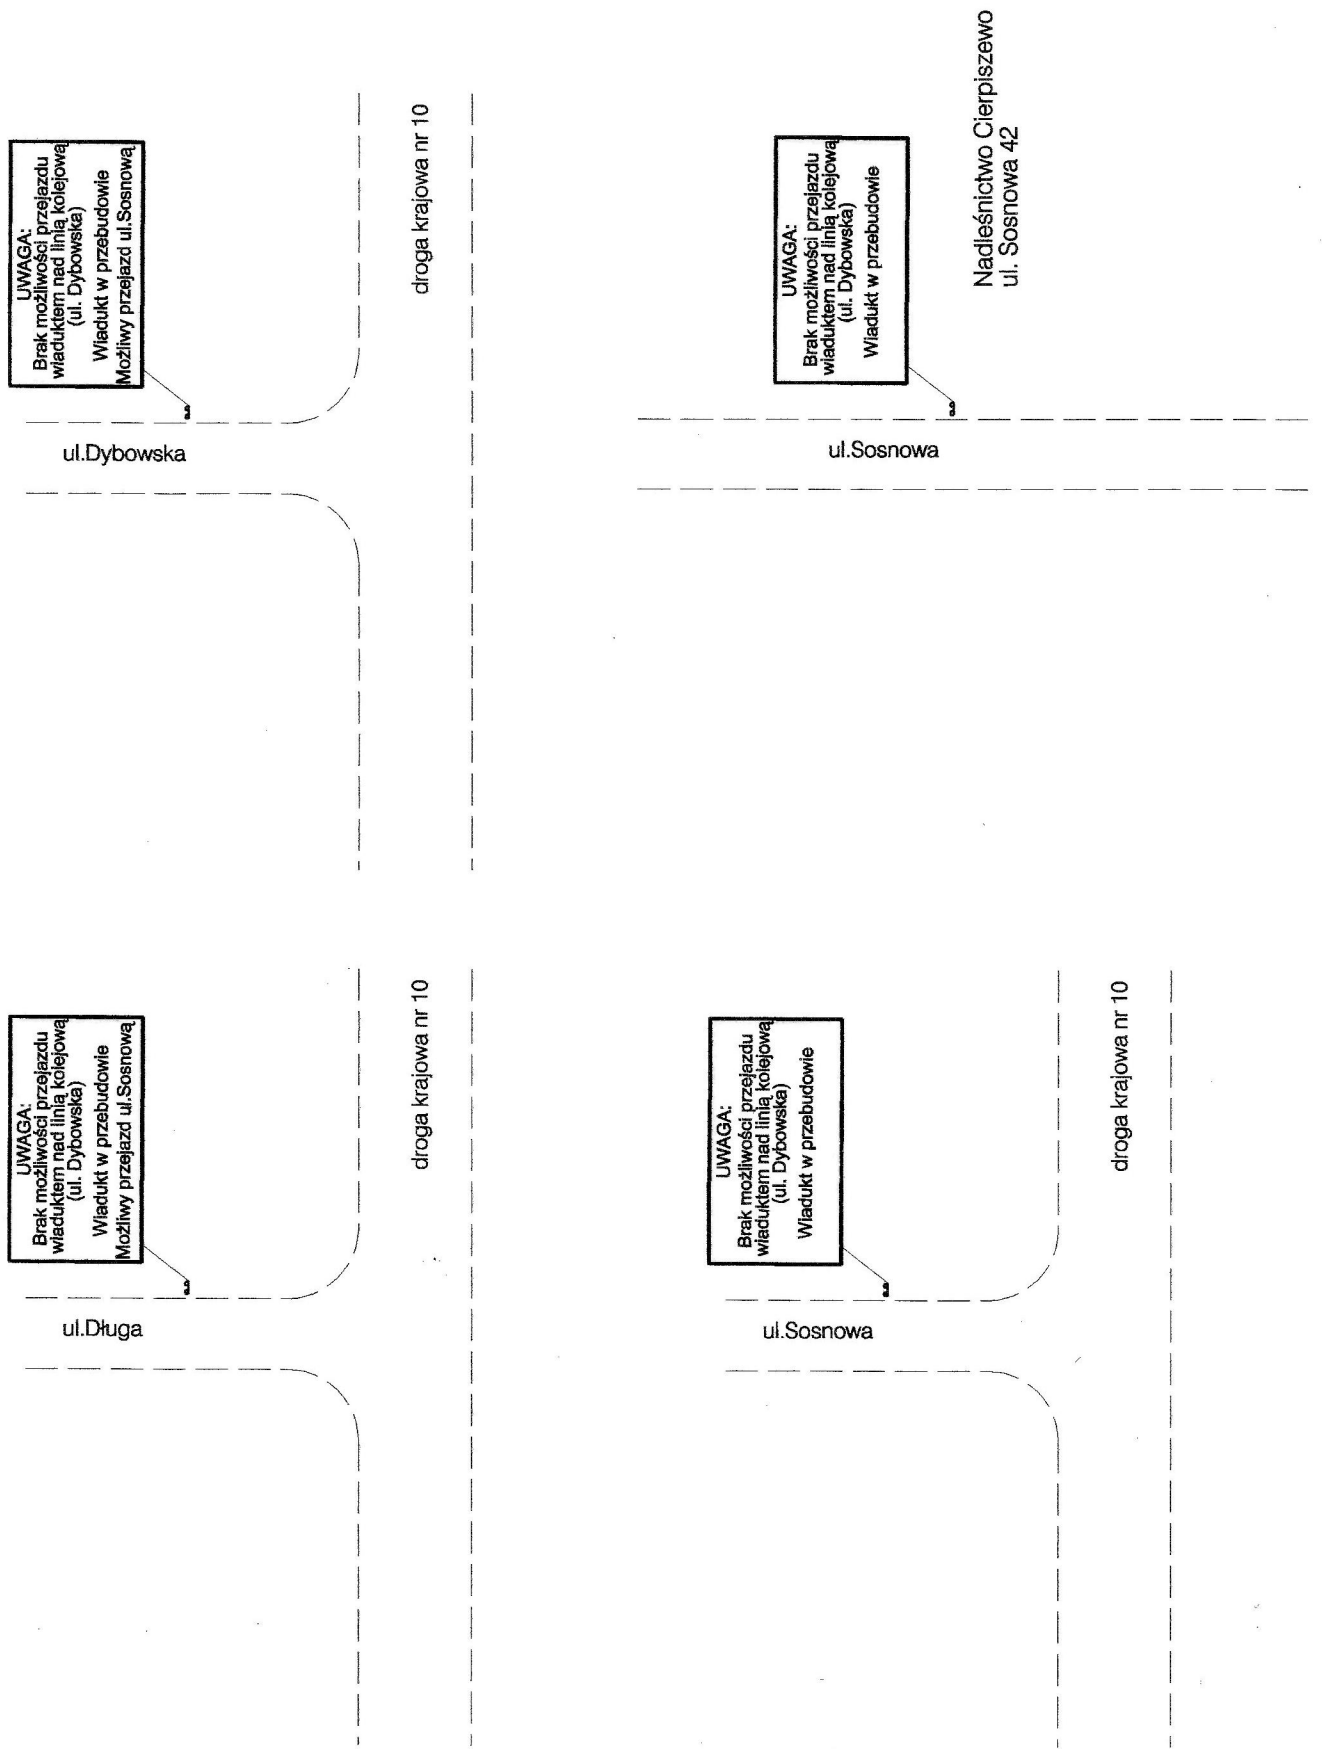 UWAGA:
Brak możliwości przejazdu
wiaduktem nad linią kolejową
(ul. Dybowska)
Wiadukt w przebudowie
Możliwy przejazd ul.Sosnową
ul.Dybowska
droga krajowa nr 10
UWAGA:
Brak możliwości przejazdu
wiaduktem nad linią kolejową
(ul. Dybowska)
Wiadukt w przebudowie
ul.Sosnowa
Nadleśnictwo Cierpiszewo
ul. Sosnowa 42
UWAGA:
Brak możliwości przejazdu
wiaduktem nad linią kolejową
(ul. Dybowska)
Wiadukt w przebudowie
Możliwy przejazd ul.Sosnową
ul.Długa
droga krajowa nr 10
UWAGA:
Brak możliwości przejazdu
wiaduktem nad linią kolejową
(ul. Dybowska)
Wiadukt w przebudowie
ul.Sosnowa
droga krajowa nr 10